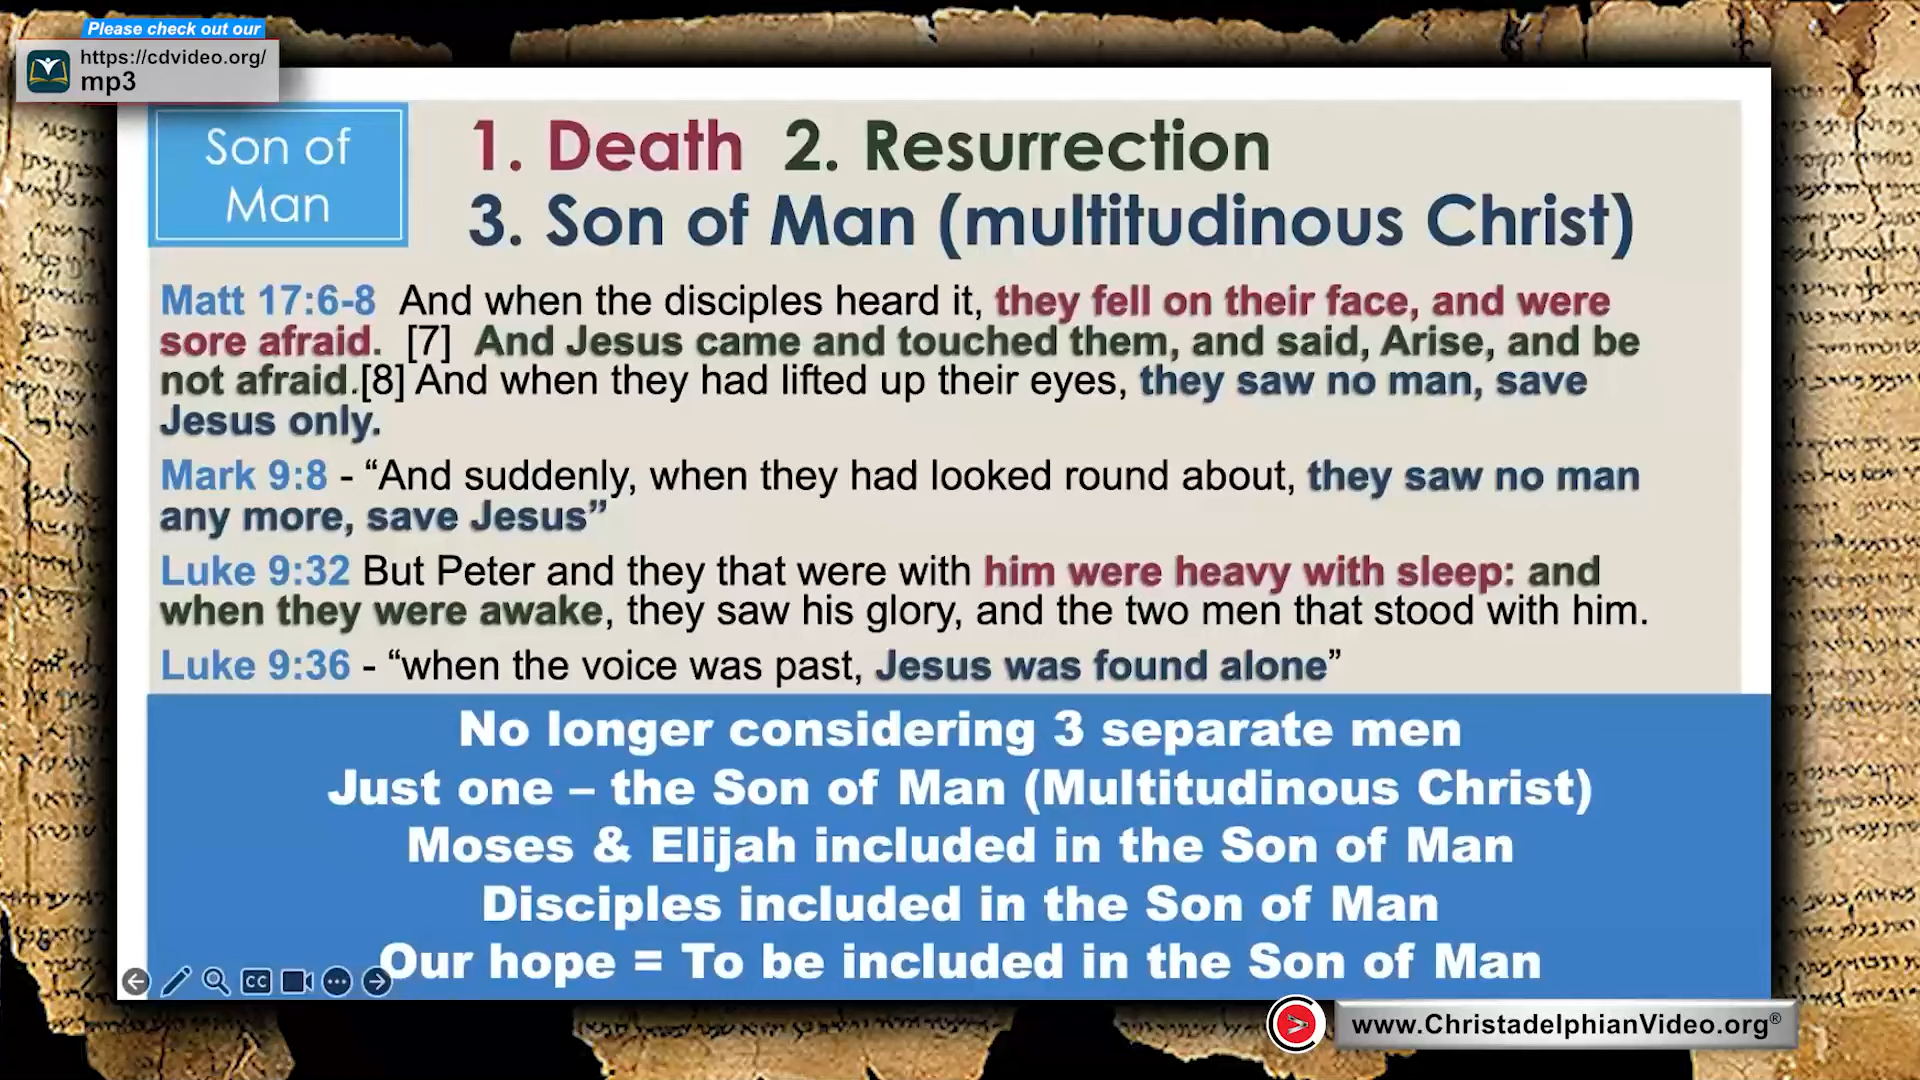 Please check out our
https://cdvideo.org/
mp3
Son of
Man
1. Death 2. Resurrection
3. Son of Man (multitudinous Christ)
Matt 17:6-8 And when the disciples heard it, they fell on their face, and were
sore afraid. [7] And Jesus came and touched them, and said, Arise, and be
not afraid.[8] And when they had lifted up their eyes, they saw no man, save
Jesus only.
Mark 9:8 - “And suddenly, when they had looked round about, they saw no man
any more, save Jesus”
Luke 9:32 But Peter and they that were with him were heavy with sleep: and
when they were awake, they saw his glory, and the two men that stood with him.
Luke 9:36 - “when the voice was past, Jesus was found alone”
No longer considering 3 separate men
Just one – the Son of Man (Multitudinous Christ)
Moses & Elijah included in the Son of Man
Disciples included in the Son of Man
Our hope = To be included in the Son of Man
CC
www.ChristadelphianVideo.org®